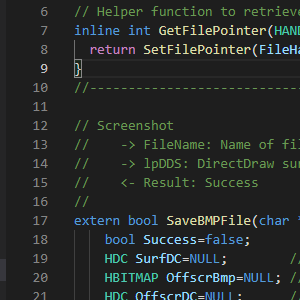 6 // Helper function to retrieve
7 inline int GetFilePointer(HAND
8 return SetFilePointer(FileHa
9 }
10 //----------------------------
11
12 // Screenshot
13 // -> FileName: Name of fil
14 // -> lpDDS: DirectDraw sur
15 // <- Result: Success
16 //
17 extern bool SaveBMPFile(char *
18 bool Success=false;
19 HDC SurfDC=NULL; //
20 HBITMAP OffscrBmp=NULL; //
21 HDC OffscrDC=NULL; //